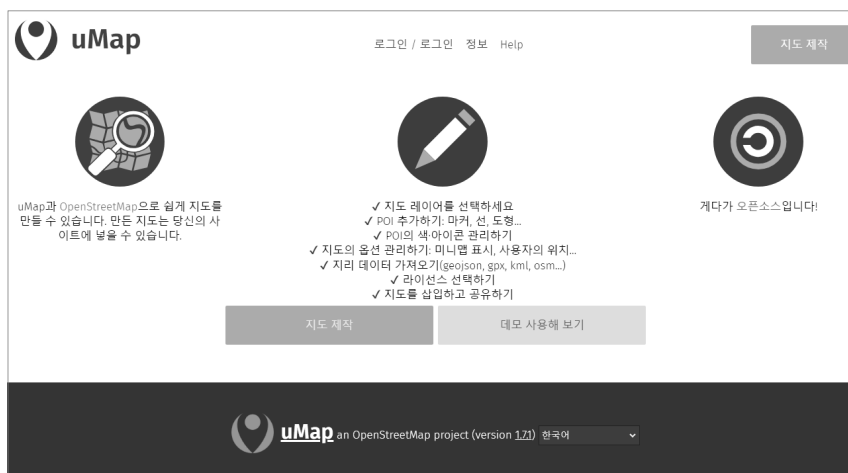 uMap
로그인 / 로그인 정보 Help
지도 제작
uMap과 OpenStreetMap으로 쉽게 지도를
만들 수 있습니다. 만든 지도는 당신의 사
이트에 넣을 수 있습니다.
✓ 지도 레이어를 선택하세요
✓ POI 추가하기: 마커, 선, 도형...
✓ POI의 색·아이콘 관리하기
✓ 지도의 옵션 관리하기: 미니맵 표시, 사용자의 위치...
✓ 지리 데이터 가져오기(geojson, gpx, kml, osm...)
✓ 라이선스 선택하기
✓ 지도를 삽입하고 공유하기
게다가 오픈소스입니다!
지도 제작
데모 사용해 보기
uMap an OpenStreetMap project (version 1.7.1) 한국어